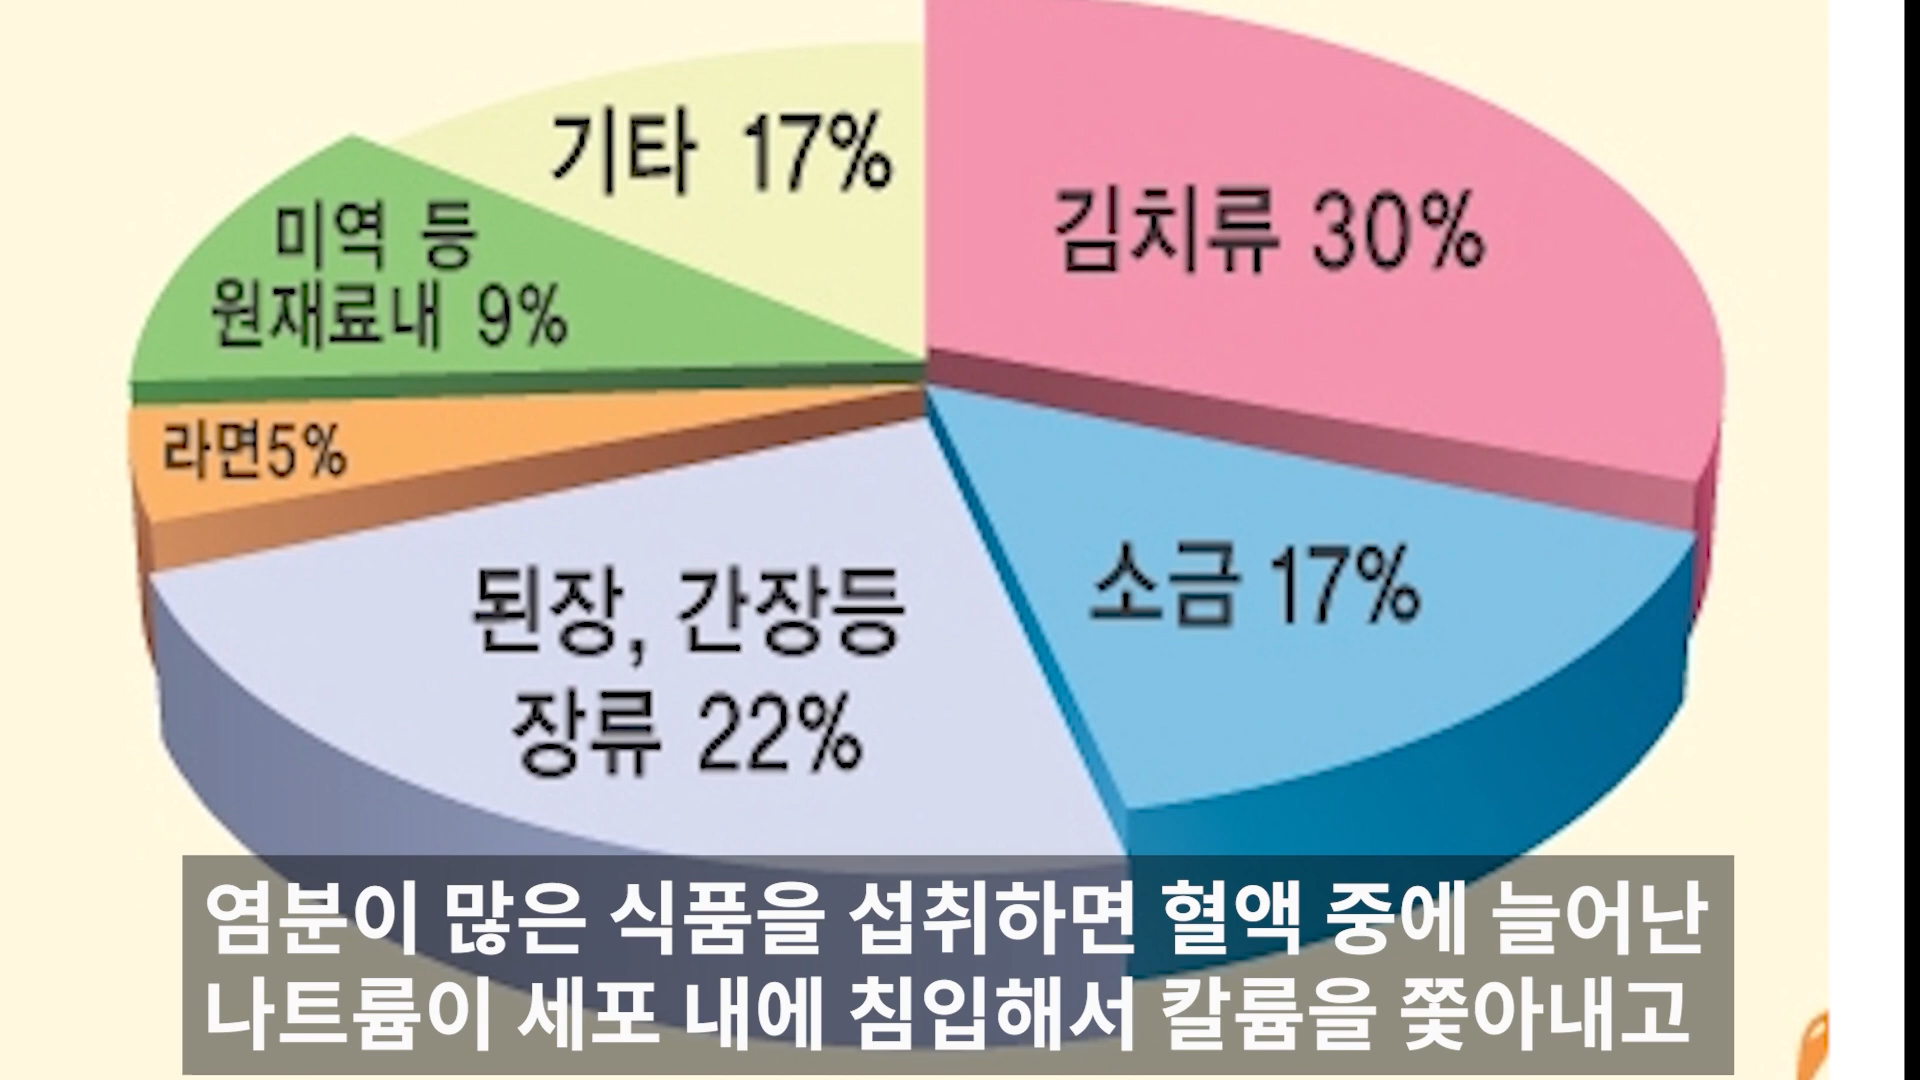 기타 17%
김치류 30%
미역 등
원재료내 9%
라면5%
소금 17%
된장, 간장등
장류 22%
염분이 많은 식품을 섭취하면 혈액 중에 늘어난
나트륨이 세포 내에 침입해서 칼륨을 쫓아내고